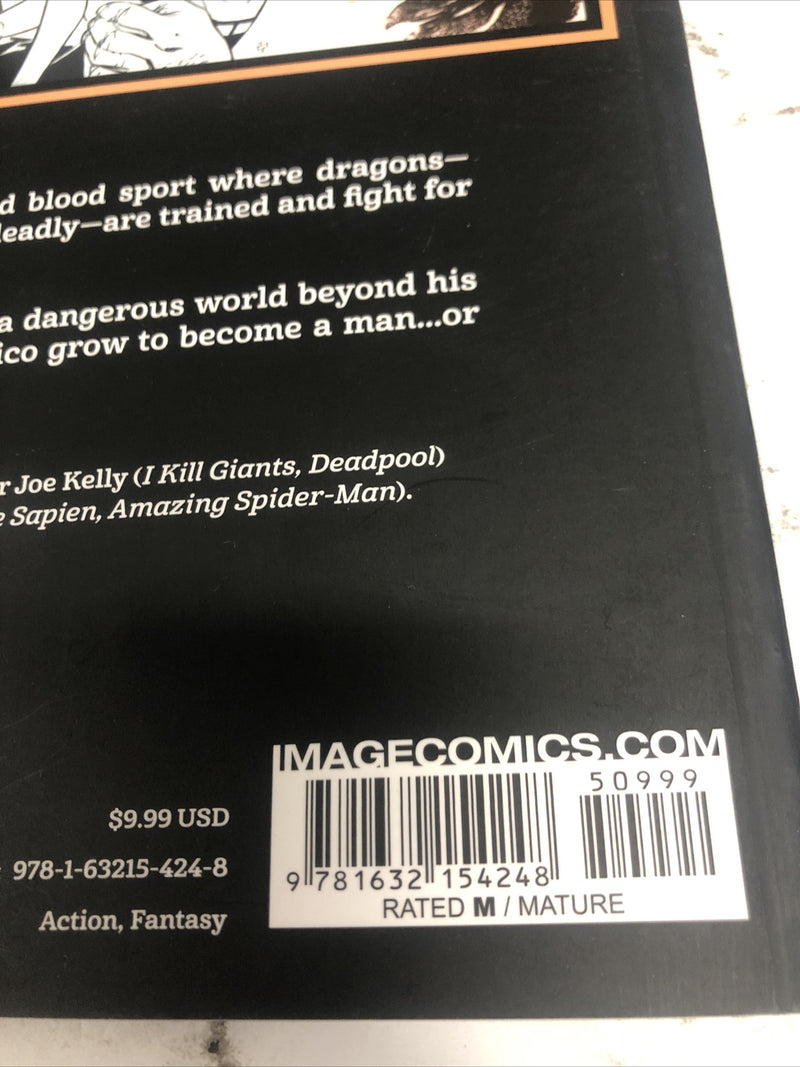 d blood sport where dragons—
leadly—are trained and fight for
a dangerous world beyond his
ico grow to become a man...or
r Joe Kelly (I Kill Giants, Deadpool)
e Sapien, Amazing Spider-Man).
IMAGECOMICS.COM
50999
$9.99 USD
978-1-63215-424-8
9 781632 154248
RATED M / MATURE
Action, Fantasy